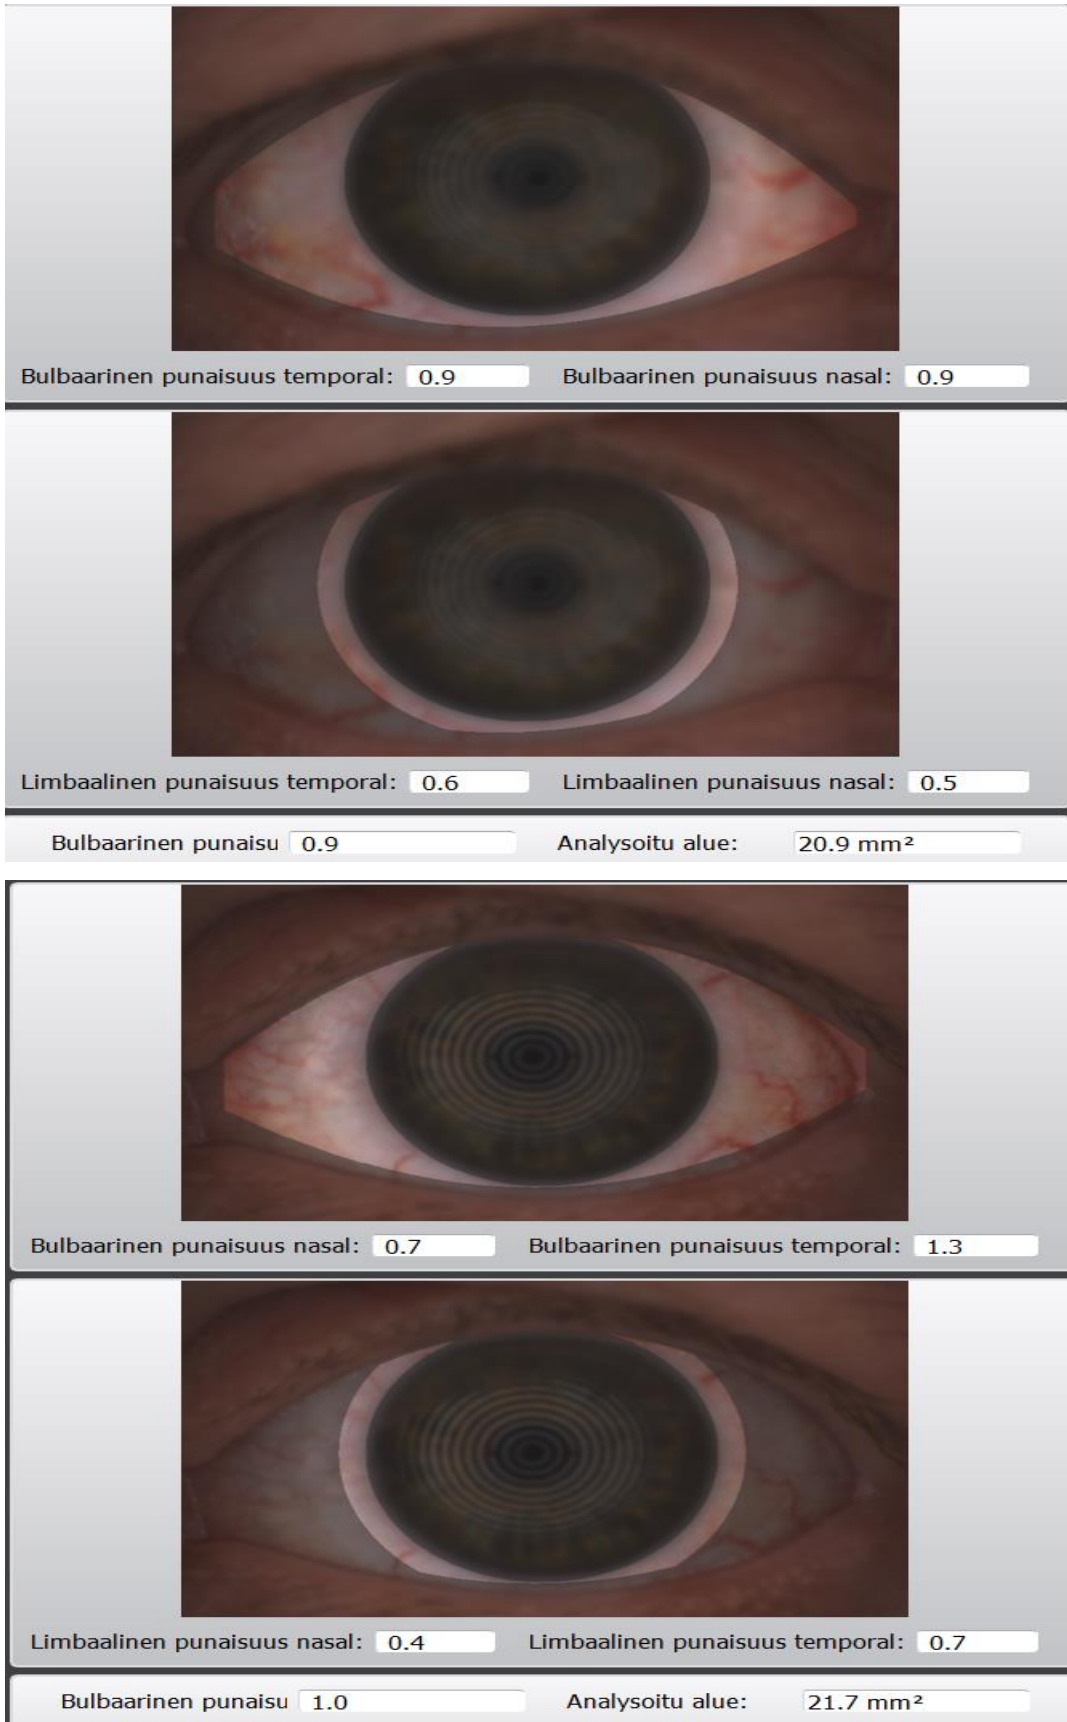 Bulbaarinen punaisuus temporal: 0.9 Bulbaarinen punaisuus nasal: 0.9
Limbaalinen punaisuus temporal: 0.6 Limbaalinen punaisuus nasal: 0.5
Bulbaarinen punaisu 0.9 Analysoitu alue: 20.9 mm²
Bulbaarinen punaisuus nasal: 0.7 Bulbaarinen punaisuus temporal: 1.3
Limbaalinen punaisuus nasal: 0.4 Limbaalinen punaisuus temporal: 0.7
Bulbaarinen punaisu 1.0 Analysoitu alue: 21.7 mm²